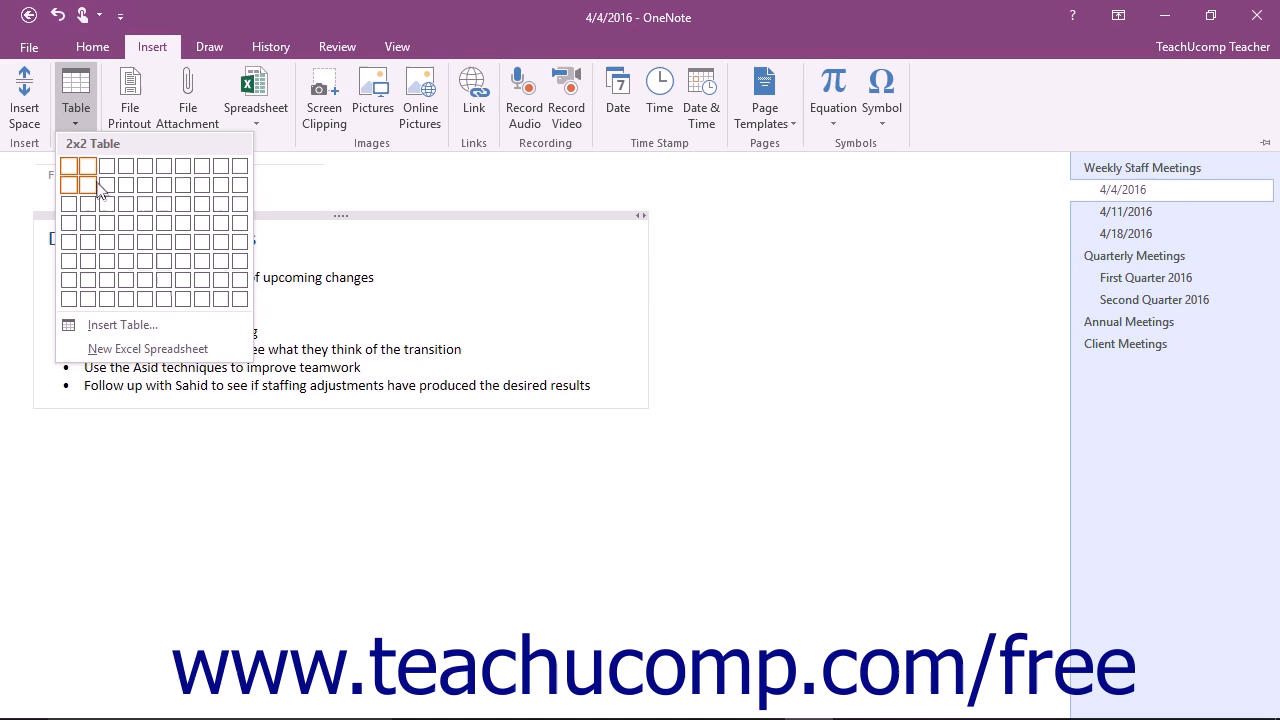 4/4/2016 - OneNote
?
File
Home
Insert
Draw
History
Review
View
TeachUcomp Teacher
Insert Space
Table
File Printout
File Attachment
Spreadsheet
Screen Clipping
Pictures
Online Pictures
Link
Record Audio
Record Video
Date
Time
Date & Time
Page Templates
Equation
Symbol
Insert
Images
Links
Recording
Time Stamp
Pages
Symbols
2x2 Table
Insert Table...
New Excel Spreadsheet
of upcoming changes
what they think of the transition
Use the Asid techniques to improve teamwork
Follow up with Sahid to see if staffing adjustments have produced the desired results
Weekly Staff Meetings
4/4/2016
4/11/2016
4/18/2016
Quarterly Meetings
First Quarter 2016
Second Quarter 2016
Annual Meetings
Client Meetings
www.teachucomp.com/free